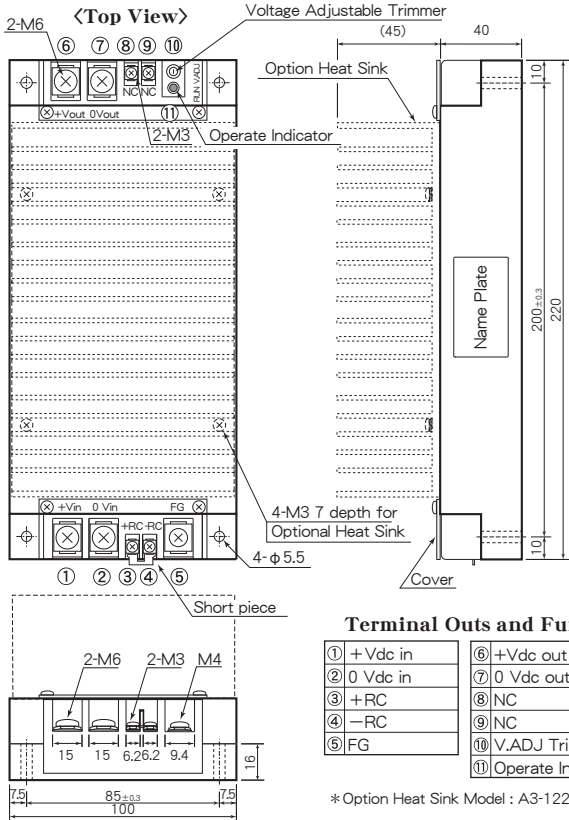 〈Top View〉
Voltage Adjustable Trimmer
2-M6
⑥ ⑦ ⑧ ⑨ ⑩
(45)
40
Option Heat Sink
NC NC
RUN V.ADJ
10
+Vout 0Vout
⑪
2-M3
Operate Indicator
Name Plate
200±0.3
220
+Vin 0 Vin FG
+RC -RC
4-M3 7 depth for
Optional Heat Sink
4-φ5.5
10
① ② ③ ④ ⑤
Cover
Short piece
2-M6 2-M3 M4
15 15 6.2 6.2 9.4
16
7.5 85±0.3 7.5
100
Terminal Outs and Fu
① +Vdc in
② 0 Vdc in
③ +RC
④ −RC
⑤ FG
⑥ +Vdc out
⑦ 0 Vdc out
⑧ NC
⑨ NC
⑩ V.ADJ Tri
⑪ Operate In
*Option Heat Sink Model : A3-122